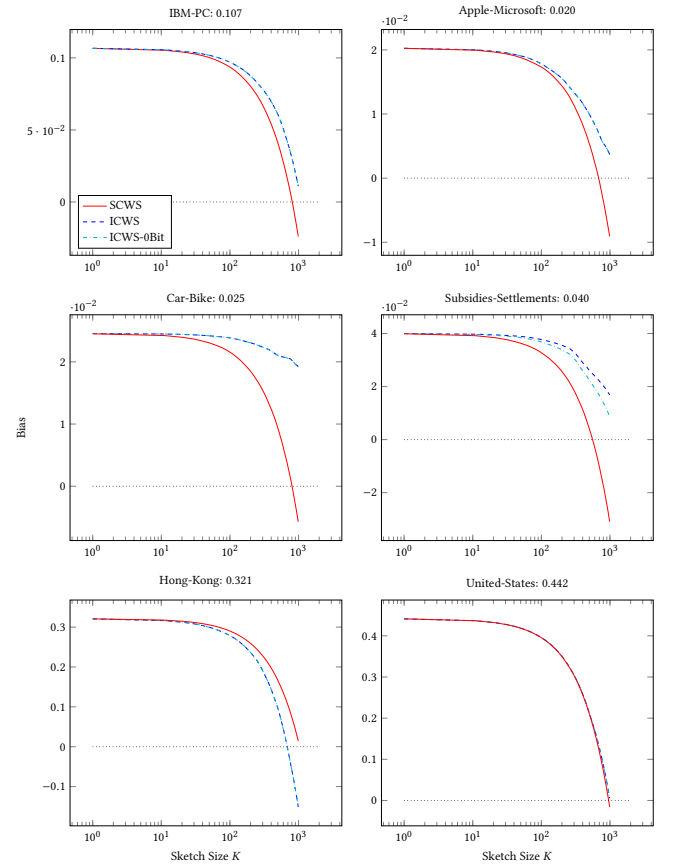 IBM-PC: 0.107
0.1
5 · 10⁻²
0
SCWS
ICWS
ICWS-0Bit
10⁰ 10¹ 10² 10³
Apple-Microsoft: 0.020
·10⁻²
2
1
0
−1
10⁰ 10¹ 10² 10³
Car-Bike: 0.025
·10⁻²
2
1
0
10⁰ 10¹ 10² 10³
Bias
Subsidies-Settlements: 0.040
·10⁻²
4
2
0
−2
10⁰ 10¹ 10² 10³
Hong-Kong: 0.321
0.3
0.2
0.1
0
−0.1
10⁰ 10¹ 10² 10³
Sketch Size K
United-States: 0.442
0.4
0.3
0.2
0.1
0
10⁰ 10¹ 10² 10³
Sketch Size K